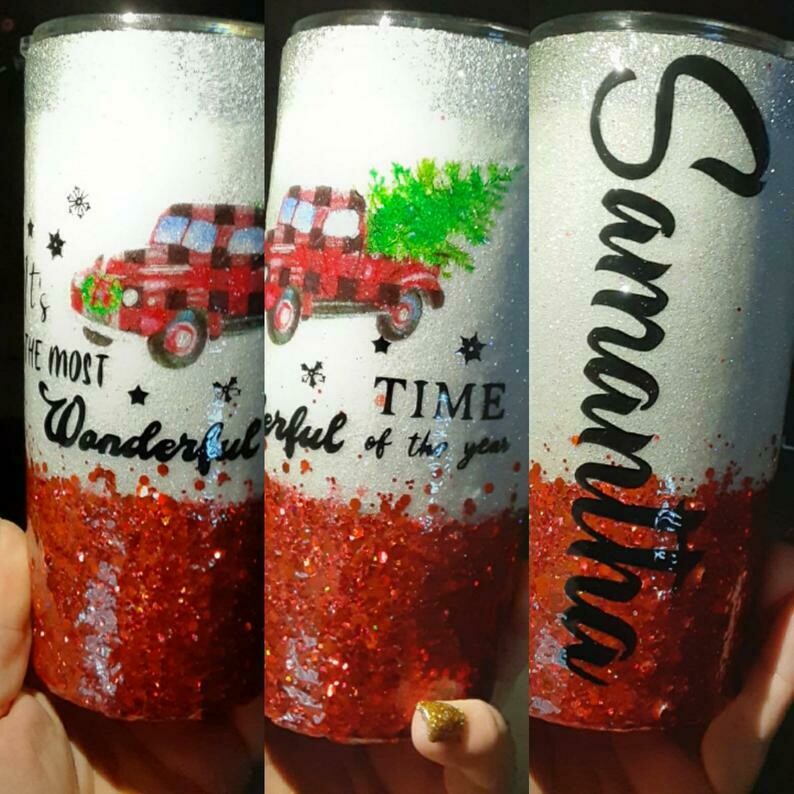 It's
THE MOST
Wonderful
erful
TIME
of the year
Samantha